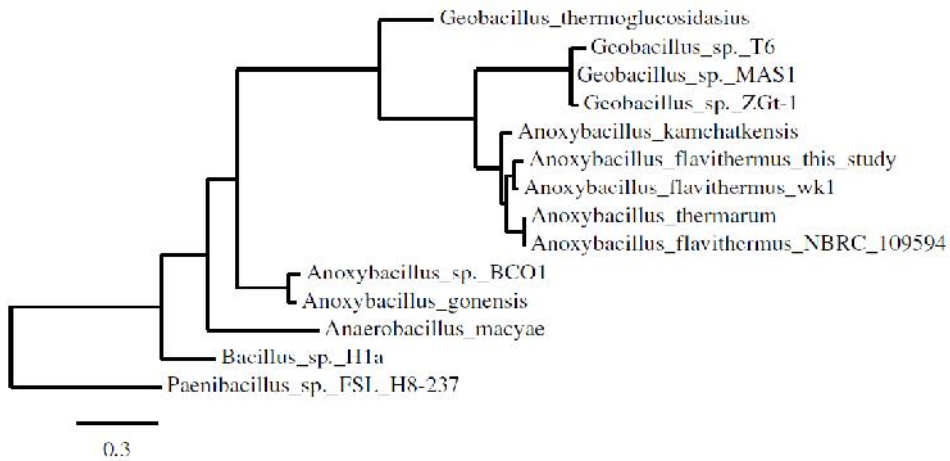 Geobacillus_thermoglucosidasius
Geobacillus_sp._T6
Geobacillus_sp._MAS1
Geobacillus_sp._ZGt-1
Anoxybacillus_kamchatkensis
Anoxybacillus_flavithermus_this_study
Anoxybacillus_flavithermus_wk1
Anoxybacillus_thermarum
Anoxybacillus_flavithermus_NBRC_109594
Anoxybacillus_sp._BCO1
Anoxybacillus_gonensis
Anaerobacillus_macyae
Bacillus_sp._H1a
Paenibacillus_sp._FSL_H8-237
0.3